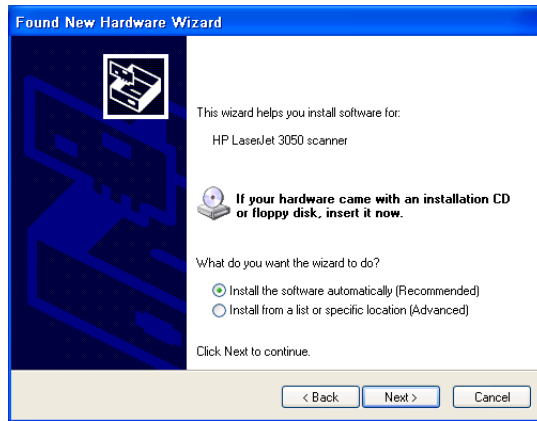 Found New Hardware Wizard
This wizard helps you install software for:
HP LaserJet 3050 scanner
If your hardware came with an installation CD
or floppy disk, insert it now.
What do you want the wizard to do?
Install the software automatically (Recommended)
Install from a list or specific location (Advanced)
Click Next to continue.
< Back Next > Cancel